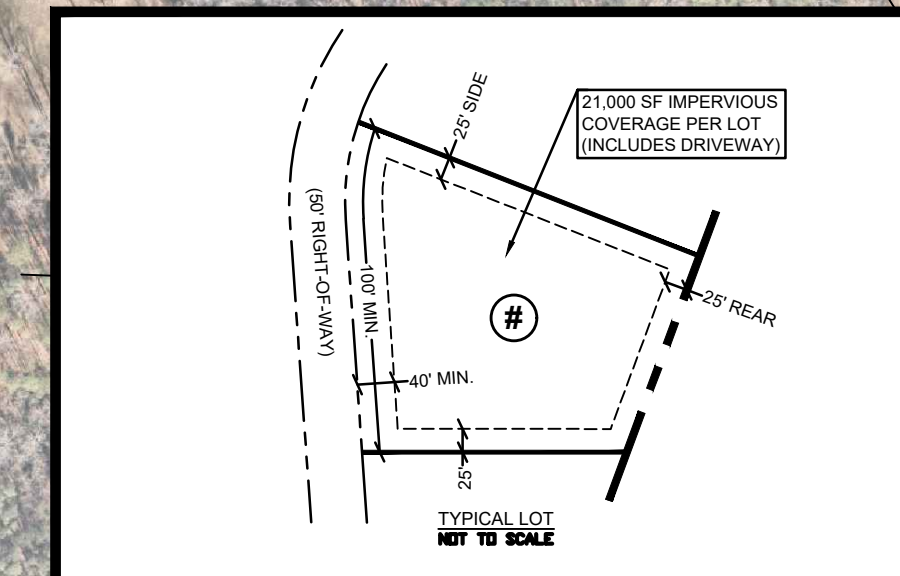 25' SIDE
21,000 SF IMPERVIOUS
COVERAGE PER LOT
(INCLUDES DRIVEWAY)
(50' RIGHT-OF-WAY)
100' MIN.
25' REAR
#
40' MIN.
25'
TYPICAL LOT
NOT TO SCALE